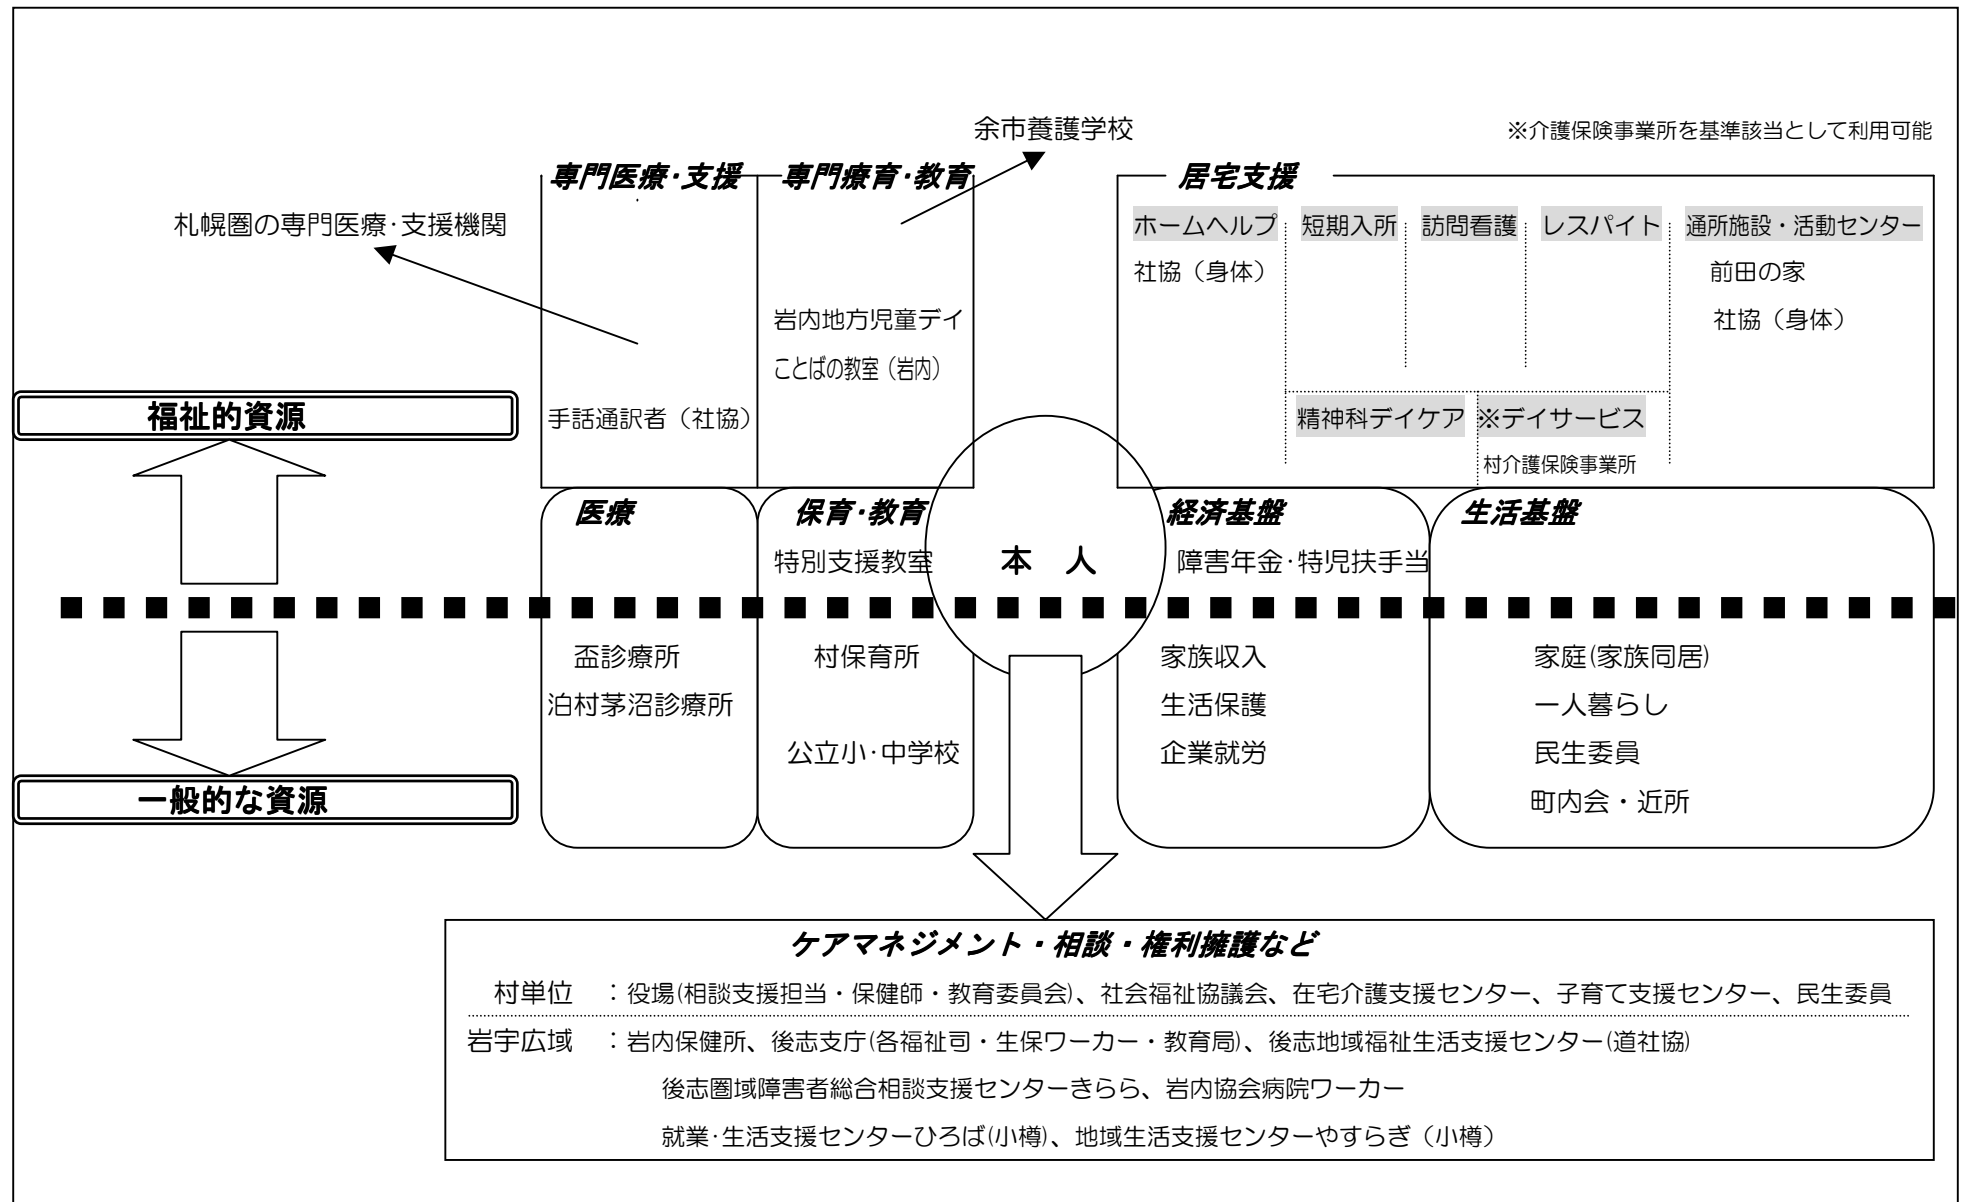 余市養護学校
※介護保険事業所を基準該当として利用可能
専門医療・支援
専門療育・教育
居宅支援
札幌圏の専門医療・支援機関
ホームヘルプ
短期入所
訪問看護
レスパイト
通所施設・活動センター
社協（身体）
前田の家
社協（身体）
岩内地方児童デイ
ことばの教室（岩内）
福祉的資源
手話通訳者（社協）
精神科デイケア
※デイサービス
村介護保険事業所
医療
保育・教育
経済基盤
生活基盤
特別支援教室
本　人
障害年金・特児扶手当
盃診療所
村保育所
家族収入
家庭(家族同居)
泊村茅沼診療所
生活保護
一人暮らし
公立小・中学校
企業就労
民生委員
一般的な資源
町内会・近所
ケアマネジメント・相談・権利擁護など
村単位　：役場(相談支援担当・保健師・教育委員会)、社会福祉協議会、在宅介護支援センター、子育て支援センター、民生委員
岩宇広域　：岩内保健所、後志支庁(各福祉司・生保ワーカー・教育局)、後志地域福祉生活支援センター(道社協)
後志圏域障害者総合相談支援センターきらら、岩内協会病院ワーカー
就業・生活支援センターひろば(小樽)、地域生活支援センターやすらぎ（小樽）